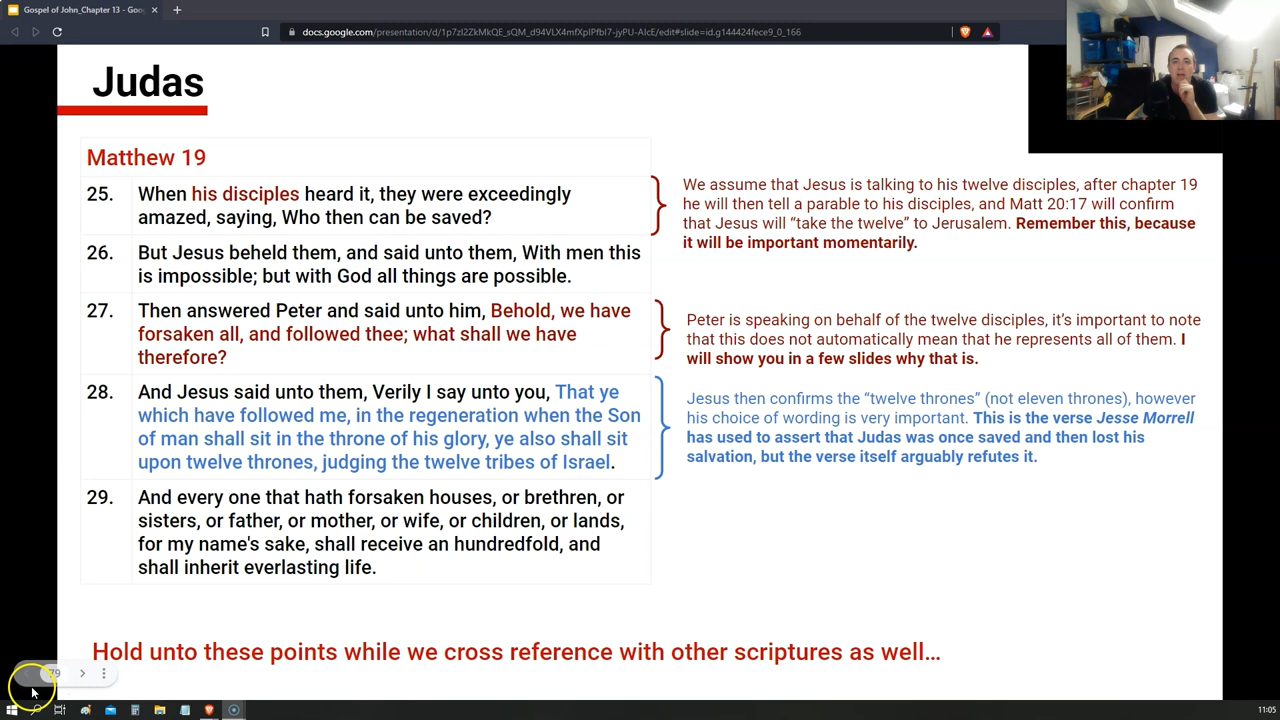 Gospel of John_Chapter 13 - Goo
docs.google.com/presentation/d/1p7zI2ZkMkQE_sQM_d94VLX4mfXpIPfbI7-jyPU-AIcE/edit#slide=id.g144424fece9_0_166
Judas
Matthew 19
25. When his disciples heard it, they were exceedingly
amazed, saying, Who then can be saved?
26. But Jesus beheld them, and said unto them, With men this
is impossible; but with God all things are possible.
27. Then answered Peter and said unto him, Behold, we have
forsaken all, and followed thee; what shall we have
therefore?
28. And Jesus said unto them, Verily I say unto you, That ye
which have followed me, in the regeneration when the Son
of man shall sit in the throne of his glory, ye also shall sit
upon twelve thrones, judging the twelve tribes of Israel.
29. And every one that hath forsaken houses, or brethren, or
sisters, or father, or mother, or wife, or children, or lands,
for my name's sake, shall receive an hundredfold, and
shall inherit everlasting life.
We assume that Jesus is talking to his twelve disciples, after chapter 19
he will then tell a parable to his disciples, and Matt 20:17 will confirm
that Jesus will “take the twelve” to Jerusalem. Remember this, because
it will be important momentarily.
Peter is speaking on behalf of the twelve disciples, it’s important to note
that this does not automatically mean that he represents all of them. I
will show you in a few slides why that is.
Jesus then confirms the “twelve thrones” (not eleven thrones), however
his choice of wording is very important. This is the verse Jesse Morrell
has used to assert that Judas was once saved and then lost his
salvation, but the verse itself arguably refutes it.
Hold unto these points while we cross reference with other scriptures as well…
79
11:05